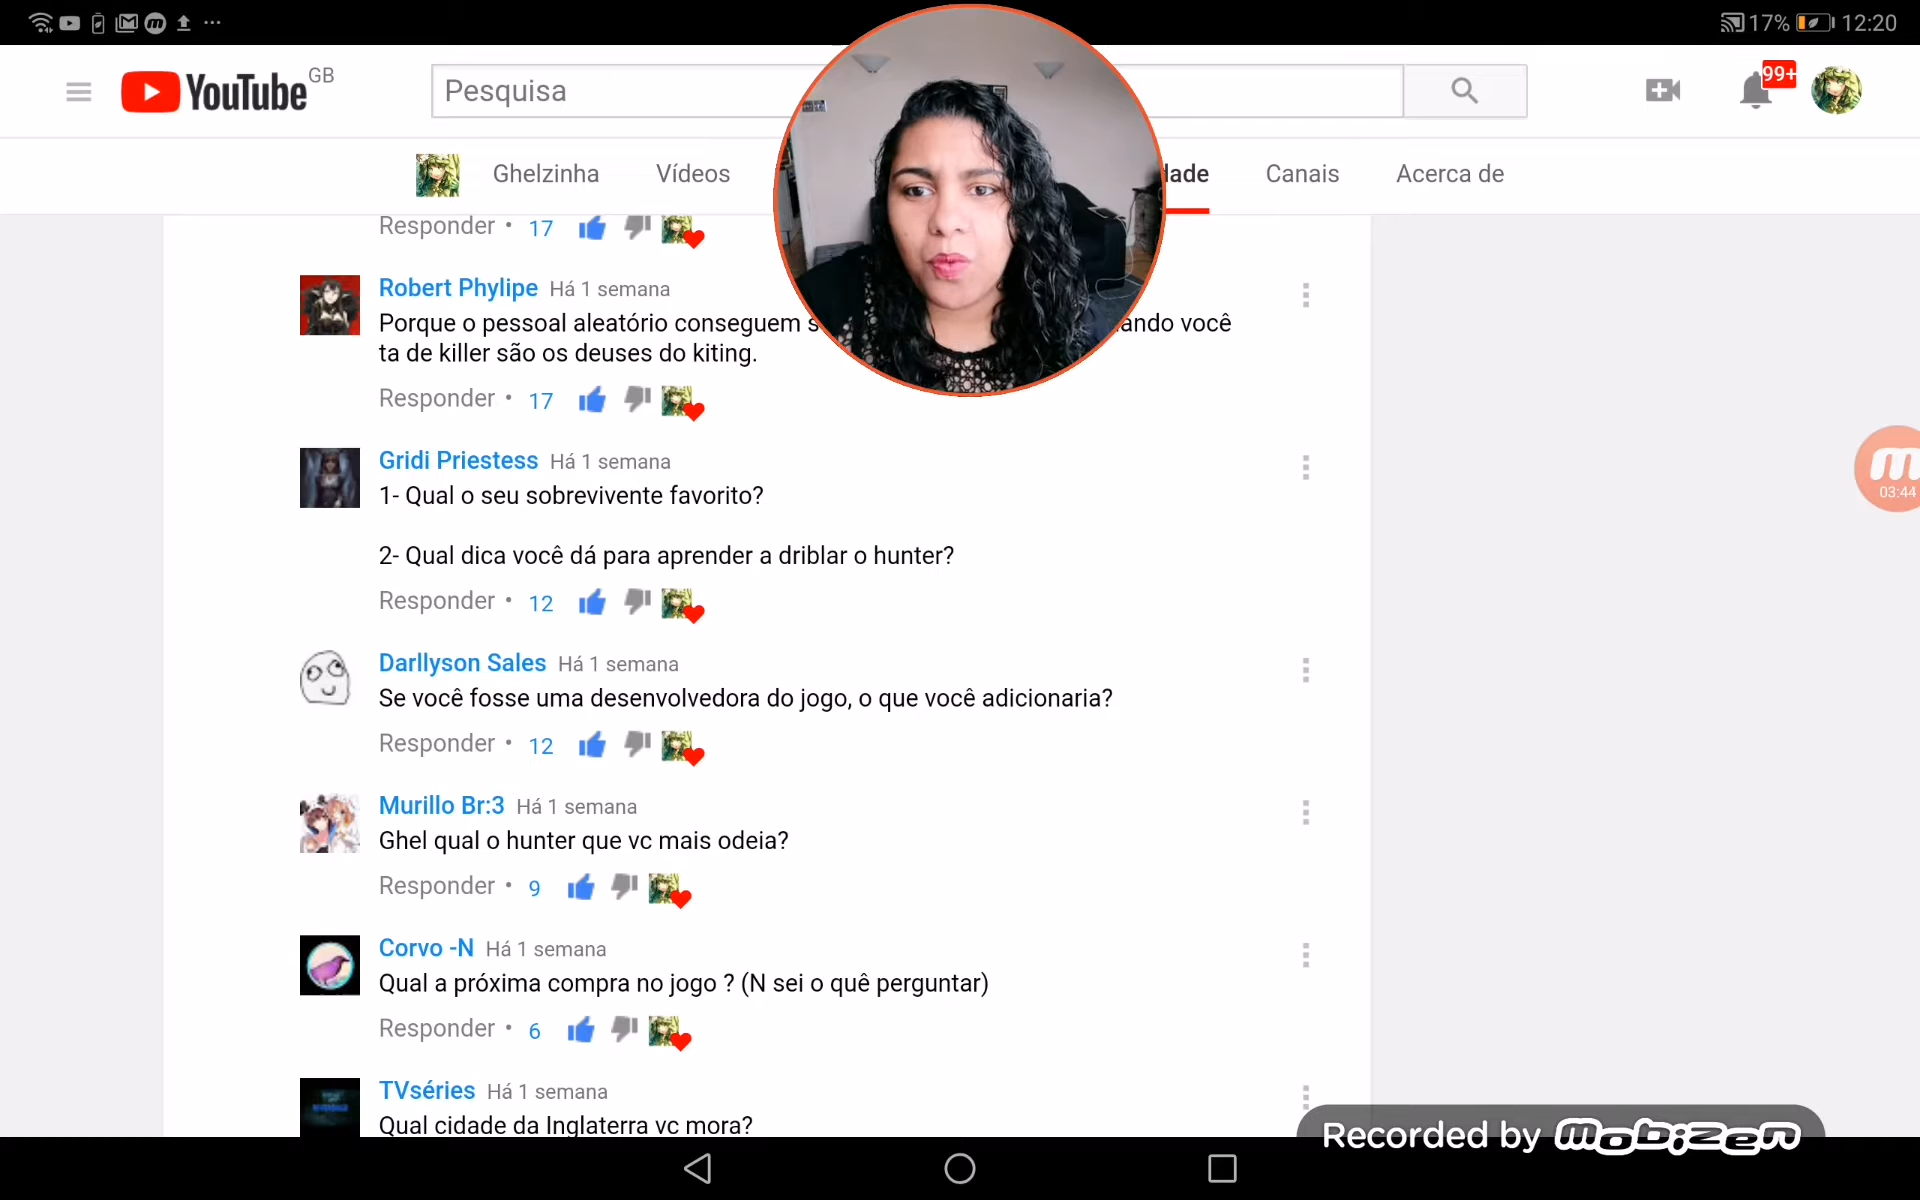 17% 12:20
YouTube GB
Pesquisa
99+
Ghelzinha Vídeos dade Canais Acerca de
Responder • 17
Robert Phylipe Há 1 semana
Porque o pessoal aleatório conseguem s ando você
ta de killer são os deuses do kiting.
Responder • 17
03:44
Gridi Priestess Há 1 semana
1- Qual o seu sobrevivente favorito?
2- Qual dica você dá para aprender a driblar o hunter?
Responder • 12
Darllyson Sales Há 1 semana
Se você fosse uma desenvolvedora do jogo, o que você adicionaria?
Responder • 12
Murillo Br:3 Há 1 semana
Ghel qual o hunter que vc mais odeia?
Responder • 9
Corvo -N Há 1 semana
Qual a próxima compra no jogo ? (N sei o quê perguntar)
Responder • 6
TVséries Há 1 semana
Qual cidade da Inglaterra vc mora?
Recorded by mobizen